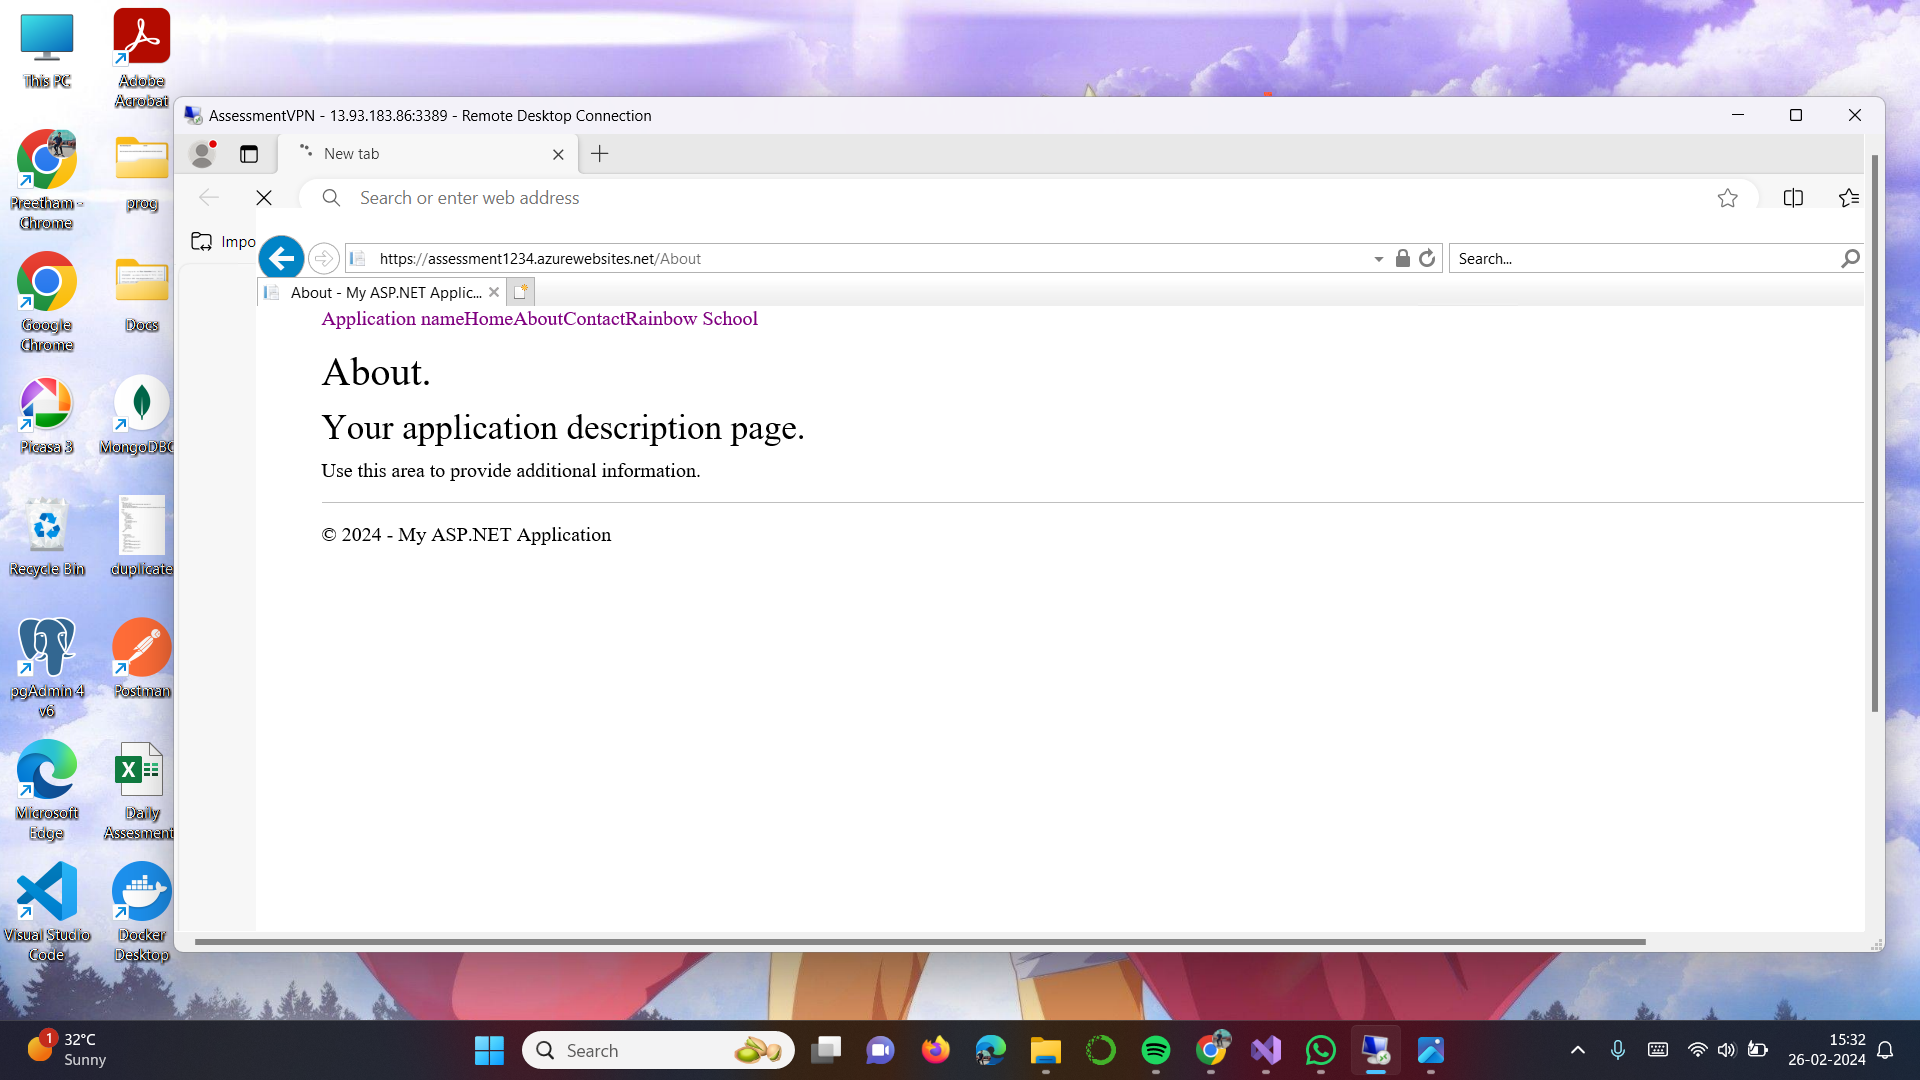 This PC
Adobe
Acrobat
AssessmentVPN - 13.93.183.86:3389 - Remote Desktop Connection
New tab
Search or enter web address
Impo
https://assessment1234.azurewebsites.net/About
Search...
About - My ASP.NET Applic...
Application nameHomeAboutContactRainbow School
About.
Your application description page.
Use this area to provide additional information.
© 2024 - My ASP.NET Application
Preetham -
Chrome
prog
Google
Chrome
Docs
Picasa 3
MongoDBC
Recycle Bin
duplicate
pgAdmin 4
v6
Postman
Microsoft
Edge
Daily
Assesment
Visual Studio
Code
Docker
Desktop
1
32°C
Sunny
Search
15:32
26-02-2024